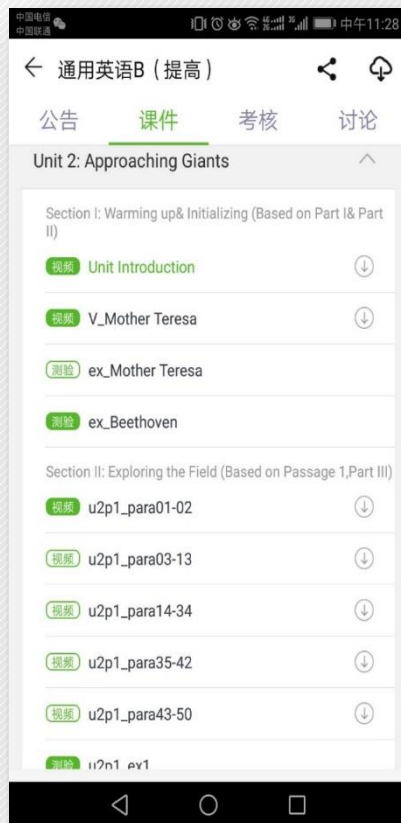 中国电信
中国联通
中午11:28
通用英语B（提高）
公告 课件 考核 讨论
Unit 2: Approaching Giants
Section I: Warming up& Initializing (Based on Part I& Part
II)
视频 Unit Introduction
视频 V_Mother Teresa
测验 ex_Mother Teresa
测验 ex_Beethoven
Section II: Exploring the Field (Based on Passage 1,Part III)
视频 u2p1_para01-02
视频 u2p1_para03-13
视频 u2p1_para14-34
视频 u2p1_para35-42
视频 u2p1_para43-50
测验 u2p1_ex1